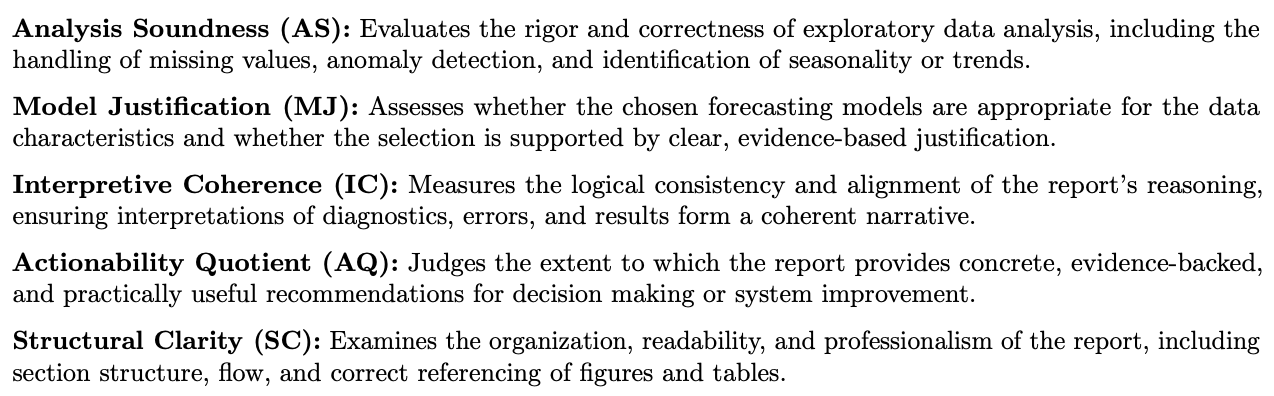 Analysis Soundness (AS): Evaluates the rigor and correctness of exploratory data analysis, including the
handling of missing values, anomaly detection, and identification of seasonality or trends.
Model Justification (MJ): Assesses whether the chosen forecasting models are appropriate for the data
characteristics and whether the selection is supported by clear, evidence-based justification.
Interpretive Coherence (IC): Measures the logical consistency and alignment of the report's reasoning,
ensuring interpretations of diagnostics, errors, and results form a coherent narrative.
Actionability Quotient (AQ): Judges the extent to which the report provides concrete, evidence-backed,
and practically useful recommendations for decision making or system improvement.
Structural Clarity (SC): Examines the organization, readability, and professionalism of the report, including
section structure, flow, and correct referencing of figures and tables.